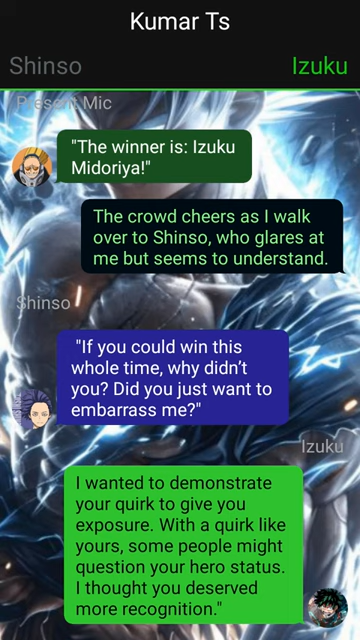 Kumar Ts
Shinso
Izuku
Present Mic
"The winner is: Izuku
Midoriya!"
The crowd cheers as I walk
over to Shinso, who glares at
me but seems to understand.
Shinso
"If you could win this
whole time, why didn't
you? Did you just want to
embarrass me?"
Izuku
I wanted to demonstrate
your quirk to give you
exposure. With a quirk like
yours, some people might
question your hero status.
I thought you deserved
more recognition."